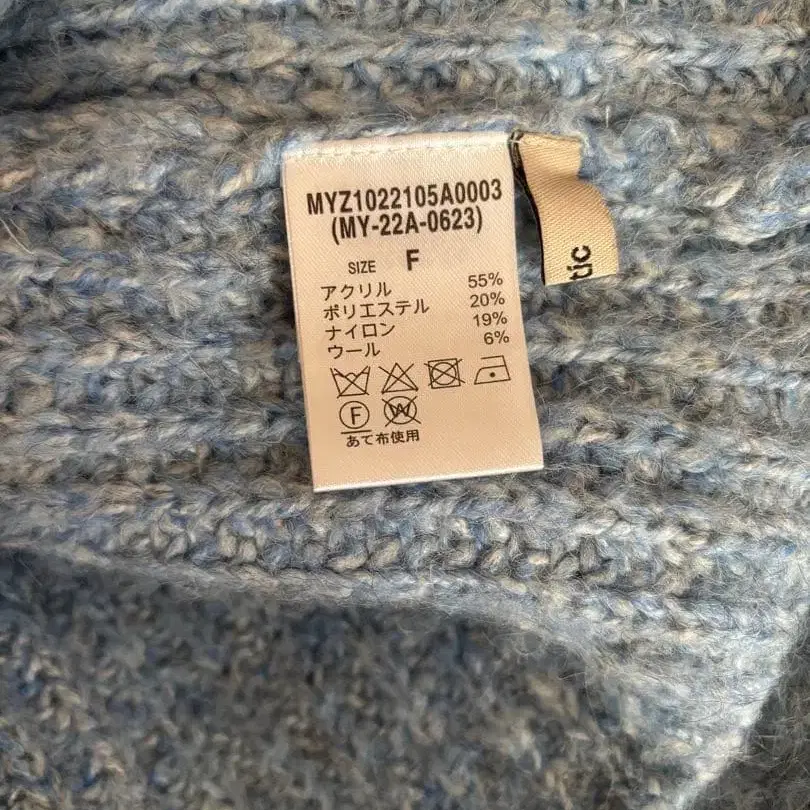 MYZ1022105A0003
(MY-22A-0623)
SIZE F
アクリル 55%
ポリエステル 20%
ナイロン 19%
ウール 6%
F W
あて布使用
tic